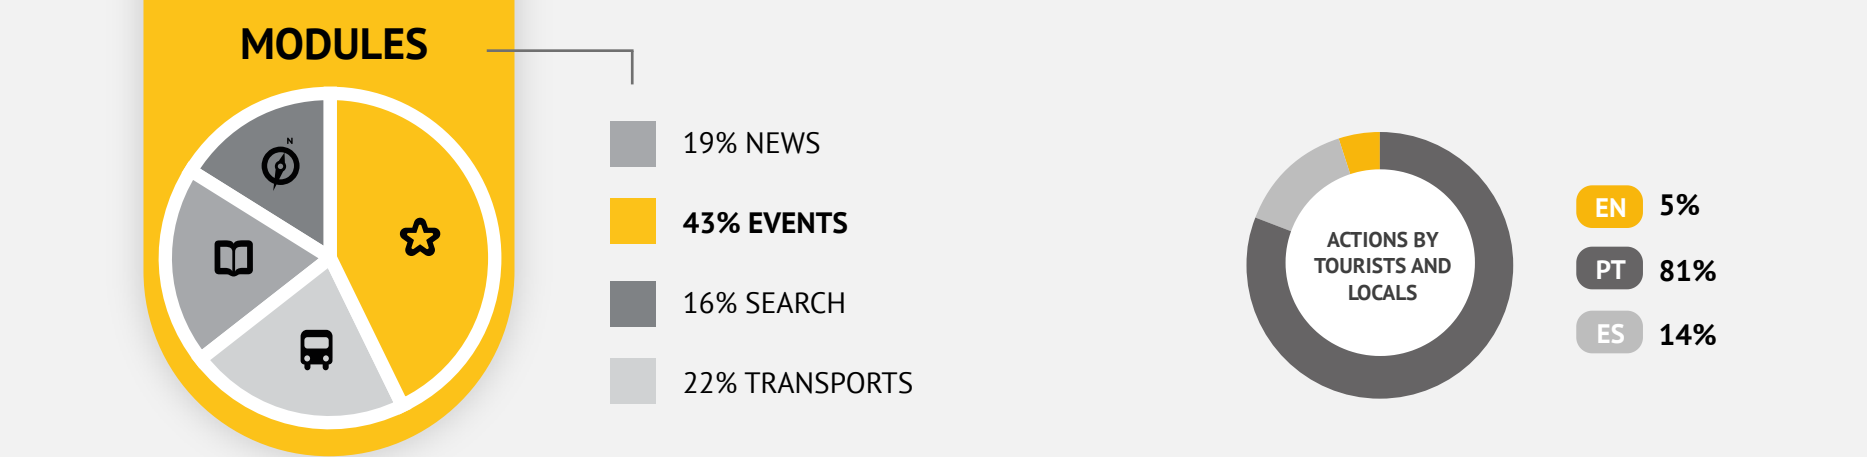 MODULES
N
19% NEWS
43% EVENTS
16% SEARCH
22% TRANSPORTS
ACTIONS BY
TOURISTS AND
LOCALS
EN 5%
PT 81%
ES 14%